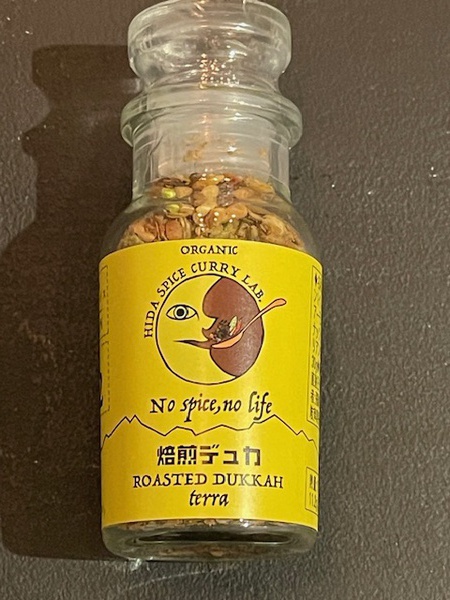 ORGANIC
HIDA SPICE CURRY LAB.
No spice, no life
焙煎デュカ
ROASTED DUKKAH
terra